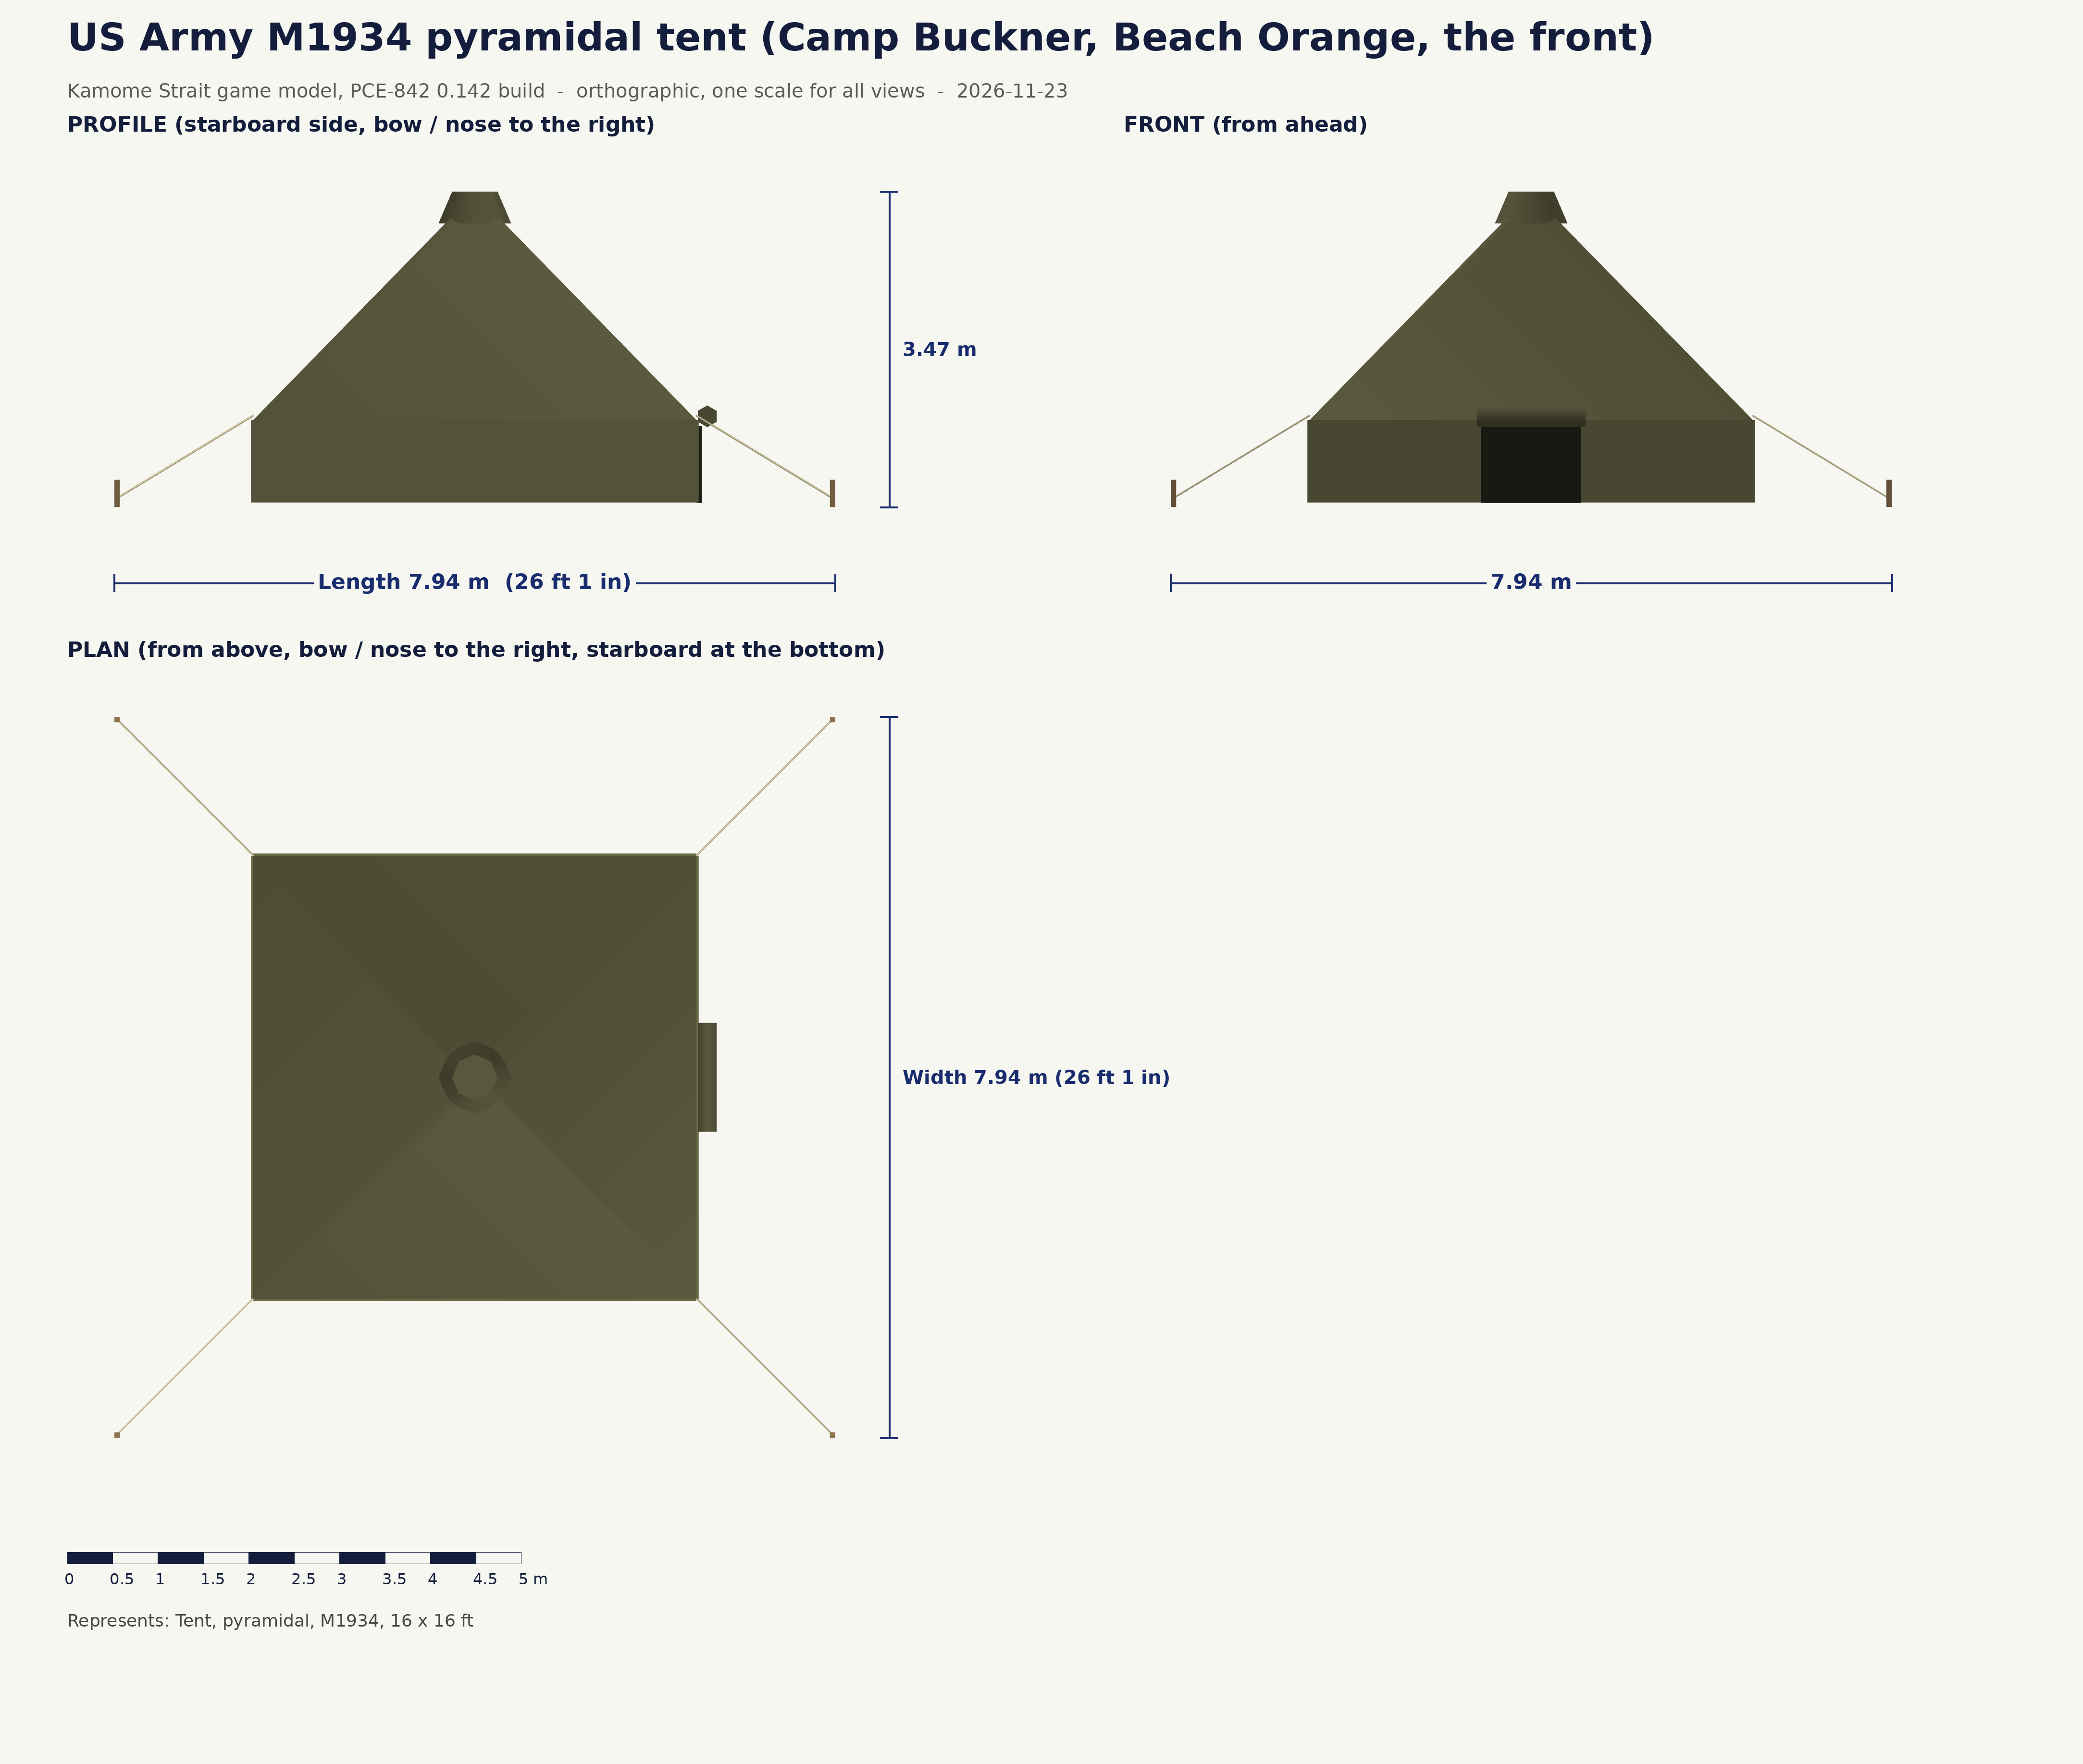 US Army M1934 pyramidal tent (Camp Buckner, Beach Orange, the front)
Kamome Strait game model, PCE-842 0.142 build - orthographic, one scale for all views - 2026-11-23
PROFILE (starboard side, bow / nose to the right)
FRONT (from ahead)
3.47 m
Length 7.94 m (26 ft 1 in)
7.94 m
PLAN (from above, bow / nose to the right, starboard at the bottom)
Width 7.94 m (26 ft 1 in)
0 0.5 1 1.5 2 2.5 3 3.5 4 4.5 5 m
Represents: Tent, pyramidal, M1934, 16 x 16 ft